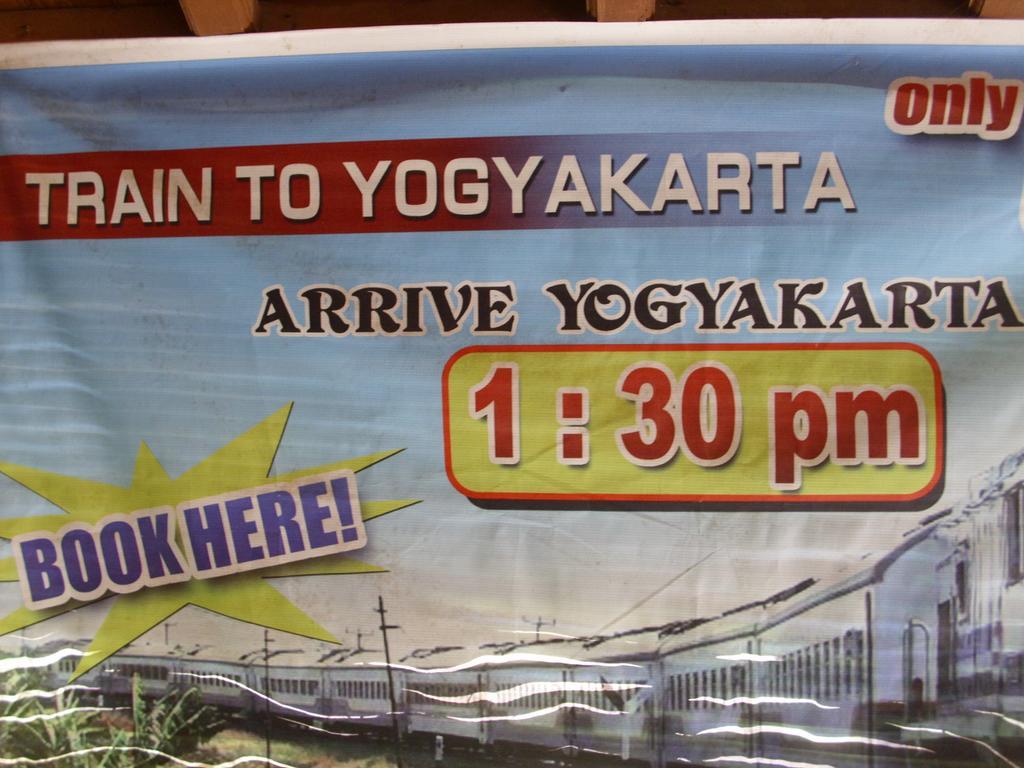 only
TRAIN TO YOGYAKARTA
ARRIVE YOGYAKARTA
1 : 30 pm
BOOK HERE!